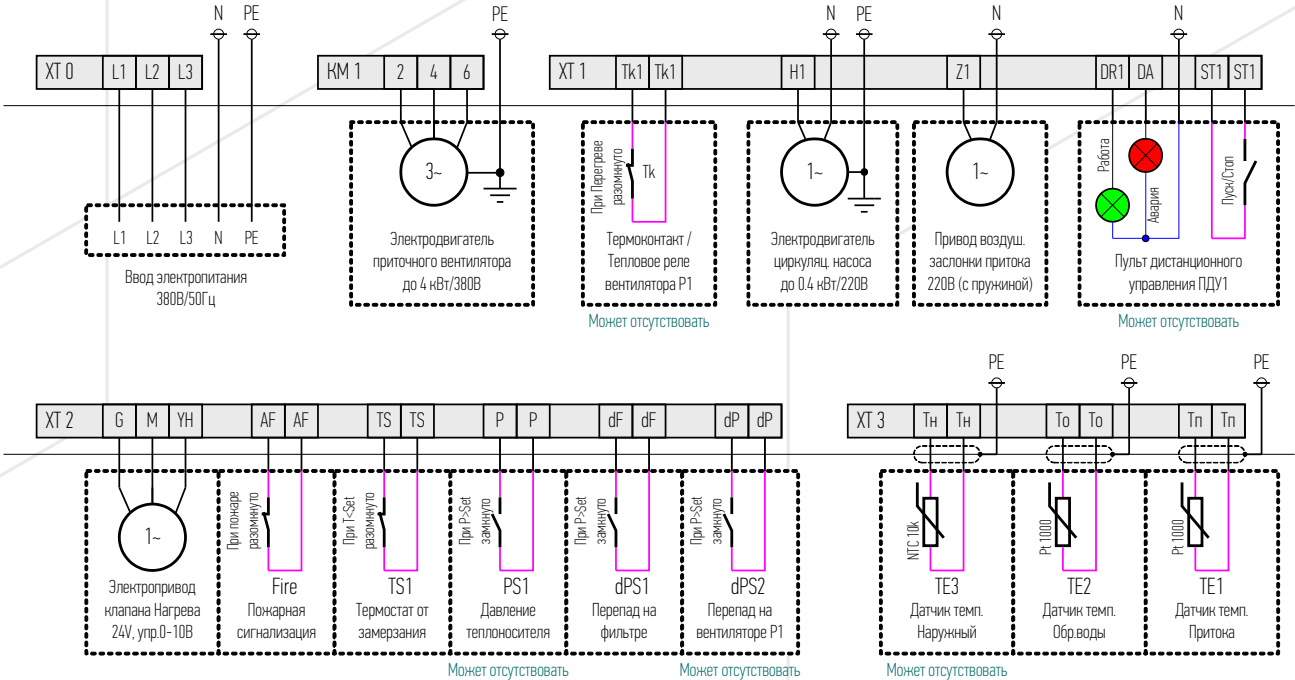 N PE
PE
N PE
N
N
XT 0 L1 L2 L3
KM 1 2 4 6
XT 1 Tk1 Tk1 H1 Z1 DR1 DA ST1 ST1
L1 L2 L3 N PE
Ввод электропитания
380В/50Гц
3~
Электродвигатель
приточного вентилятора
до 4 кВт/380В
При Перегреве
разомкнуто
Tk
Термоконтакт /
Тепловое реле
вентилятора Р1
Может отсутствовать
1~
Электродвигатель
циркуляц. насоса
до 0.4 кВт/220В
1~
Привод воздуш.
заслонки притока
220В (с пружиной)
Работа
Авария
Пуск/Стоп
Пульт дистанционного
управления ПДУ1
Может отсутствовать
PE
PE
PE
XT 2 G M YH AF AF TS TS P P dF dF dP dP
XT 3 Тн Тн То То Тп Тп
1~
Электропривод
клапана Нагрева
24V, упр.0-10В
При пожаре
разомкнуто
Fire
Пожарная
сигнализация
При T<Set
разомкнуто
TS1
Термостат от
замерзания
При P>Set
замкнуто
PS1
Давление
теплоносителя
Может отсутствовать
При P>Set
замкнуто
dPS1
Перепад на
фильтре
При P>Set
замкнуто
dPS2
Перепад на
вентиляторе Р1
Может отсутствовать
NTC 10k
TE3
Датчик темп.
Наружный
Может отсутствовать
Pt 1000
TE2
Датчик темп.
Обр.воды
Pt 1000
TE1
Датчик темп.
Притока